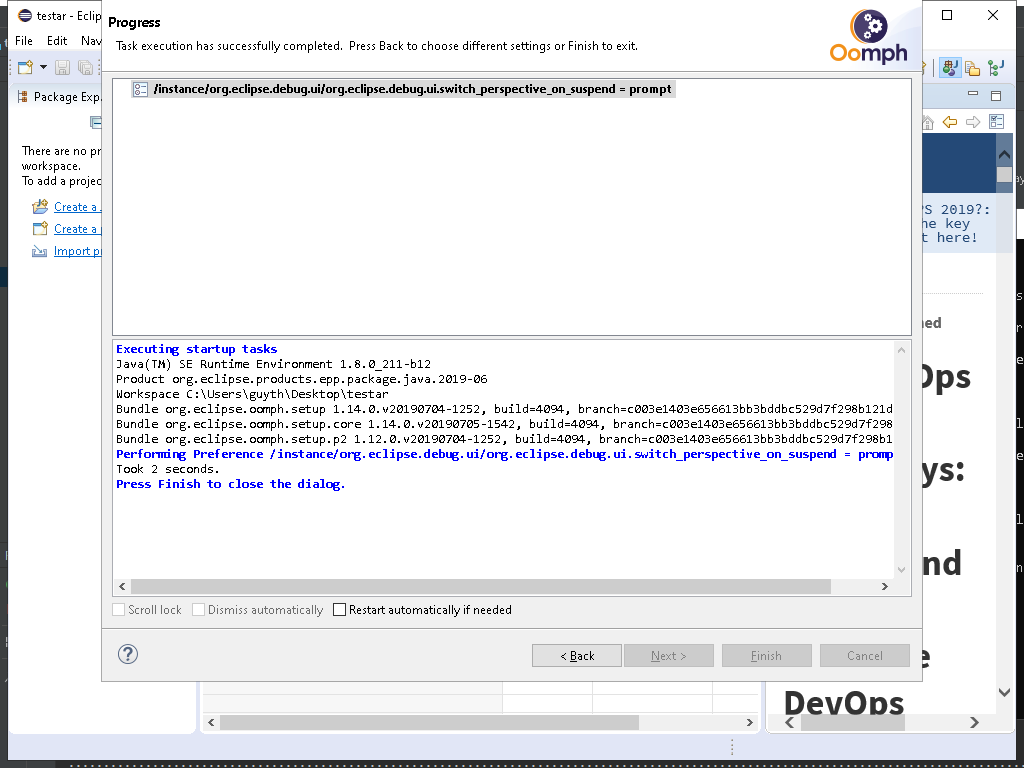 testar - Eclip
File Edit Nav
Package Exp
There are no pr
workspace.
To add a projec
Create a
Create a
Import p
Progress
Task execution has successfully completed. Press Back to choose different settings or Finish to exit.
Oomph
/instance/org.eclipse.debug.ui/org.eclipse.debug.ui.switch_perspective_on_suspend = prompt
Executing startup tasks
Java(TM) SE Runtime Environment 1.8.0_211-b12
Product org.eclipse.products.epp.package.java.2019-06
Workspace C:\Users\guyth\Desktop\testar
Bundle org.eclipse.oomph.setup 1.14.0.v20190704-1252, build=4094, branch=c003e1403e656613bb3bddbc529d7f298b121d
Bundle org.eclipse.oomph.setup.core 1.14.0.v20190705-1542, build=4094, branch=c003e1403e656613bb3bddbc529d7f298
Bundle org.eclipse.oomph.setup.p2 1.12.0.v20190704-1252, build=4094, branch=c003e1403e656613bb3bddbc529d7f298b1
Performing Preference /instance/org.eclipse.debug.ui/org.eclipse.debug.ui.switch_perspective_on_suspend = promp
Took 2 seconds.
Press Finish to close the dialog.
Scroll lock Dismiss automatically Restart automatically if needed
< Back Next > Finish Cancel
PS 2019?:
he key
t here!
ned
Ops
ys:
nd
e
DevOps